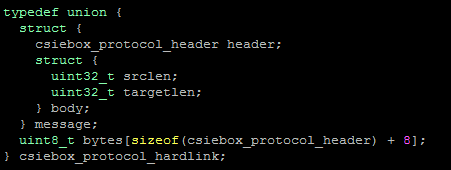 typedef union {
  struct {
    csiebox_protocol_header header;
    struct {
      uint32_t srclen;
      uint32_t targetlen;
    } body;
  } message;
  uint8_t bytes[sizeof(csiebox_protocol_header) + 8];
} csiebox_protocol_hardlink;